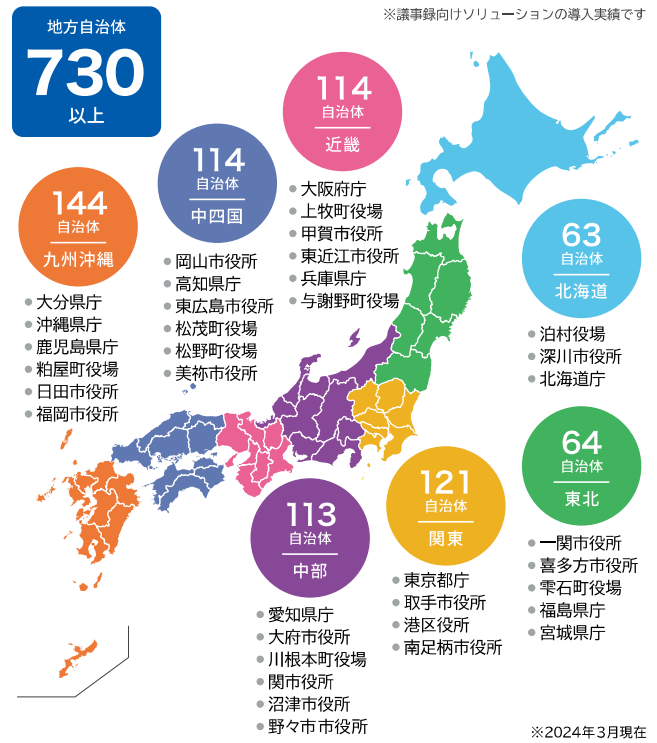 ※議事録向けソリューションの導入実績です
地方自治体
730
以上
114
自治体
近畿
大阪府庁
上牧町役場
甲賀市役所
東近江市役所
兵庫県庁
与謝野町役場
114
自治体
中四国
岡山市役所
高知県庁
東広島市役所
松茂町役場
松野町役場
美祢市役所
144
自治体
九州沖縄
大分県庁
沖縄県庁
鹿児島県庁
粕屋町役場
日田市役所
福岡市役所
63
自治体
北海道
泊村役場
深川市役所
北海道庁
64
自治体
東北
一関市役所
喜多方市役所
雫石町役場
福島県庁
宮城県庁
121
自治体
関東
東京都庁
取手市役所
港区役所
南足柄市役所
113
自治体
中部
愛知県庁
大府市役所
川根本町役場
関市役所
沼津市役所
野々市市役所
※2024年3月現在